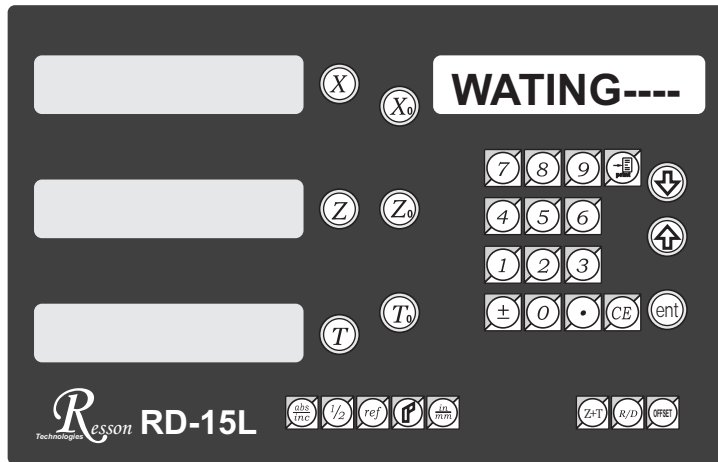 X
X0
WATING----
7 8 9 point
4 5 6
Z Z0
1 2 3
± 0 • CE ent
T T0
Resson RD-15L
Technologies
abs/inc 1/2 ref in/mm
Z+T R/D OFFSET